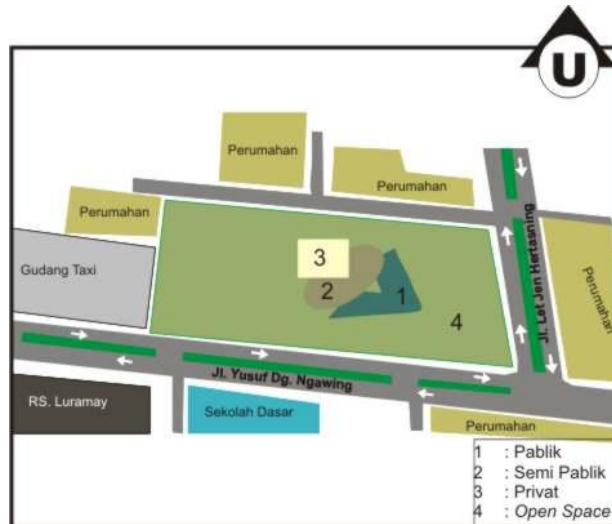 U
Perumahan
Perumahan
Perumahan
Gudang Taxi
3
2
1
4
Jl. Let Jen Hertasning
Perumahan
Jl. Yusuf Dg. Ngawing
RS. Luramay
Sekolah Dasar
Perumahan
1 : Pablik
2 : Semi Pablik
3 : Privat
4 : Open Space